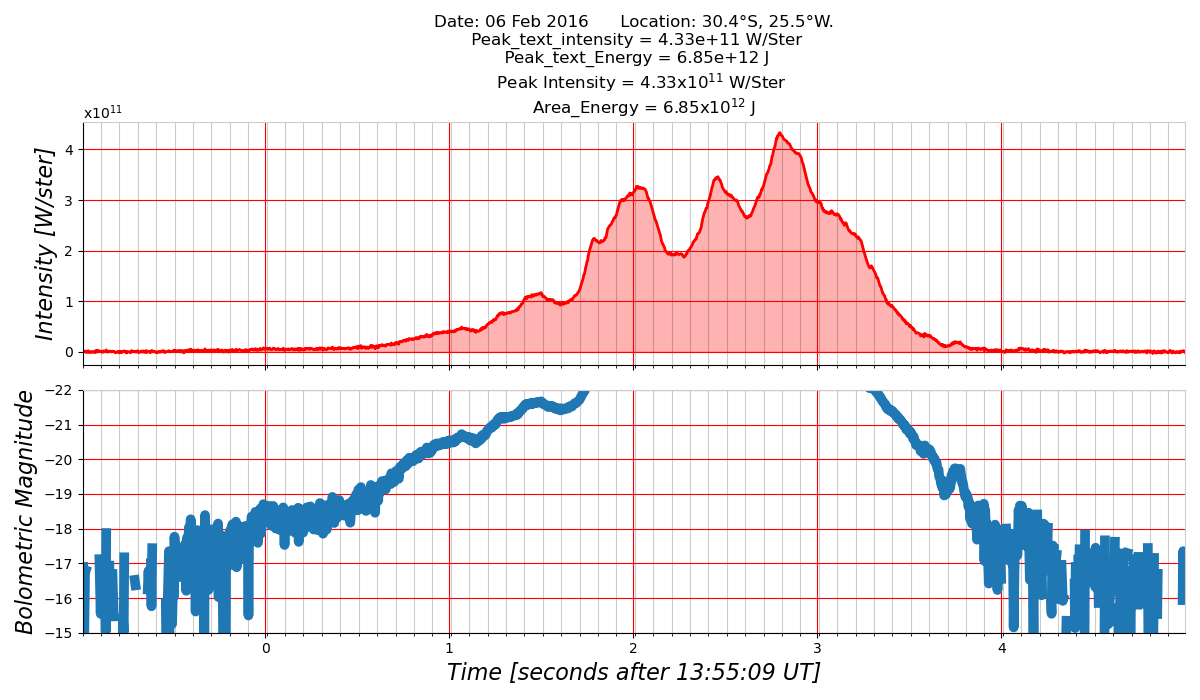 Date: 06 Feb 2016      Location: 30.4°S, 25.5°W.
Peak_text_intensity = 4.33e+11 W/Ster
Peak_text_Energy = 6.85e+12 J
Peak Intensity = 4.33x10¹¹ W/Ster
Area_Energy = 6.85x10¹² J
x10¹¹
Intensity [W/ster]
4
3
2
1
0
Bolometric Magnitude
−22
−21
−20
−19
−18
−17
−16
−15
0 1 2 3 4
Time [seconds after 13:55:09 UT]